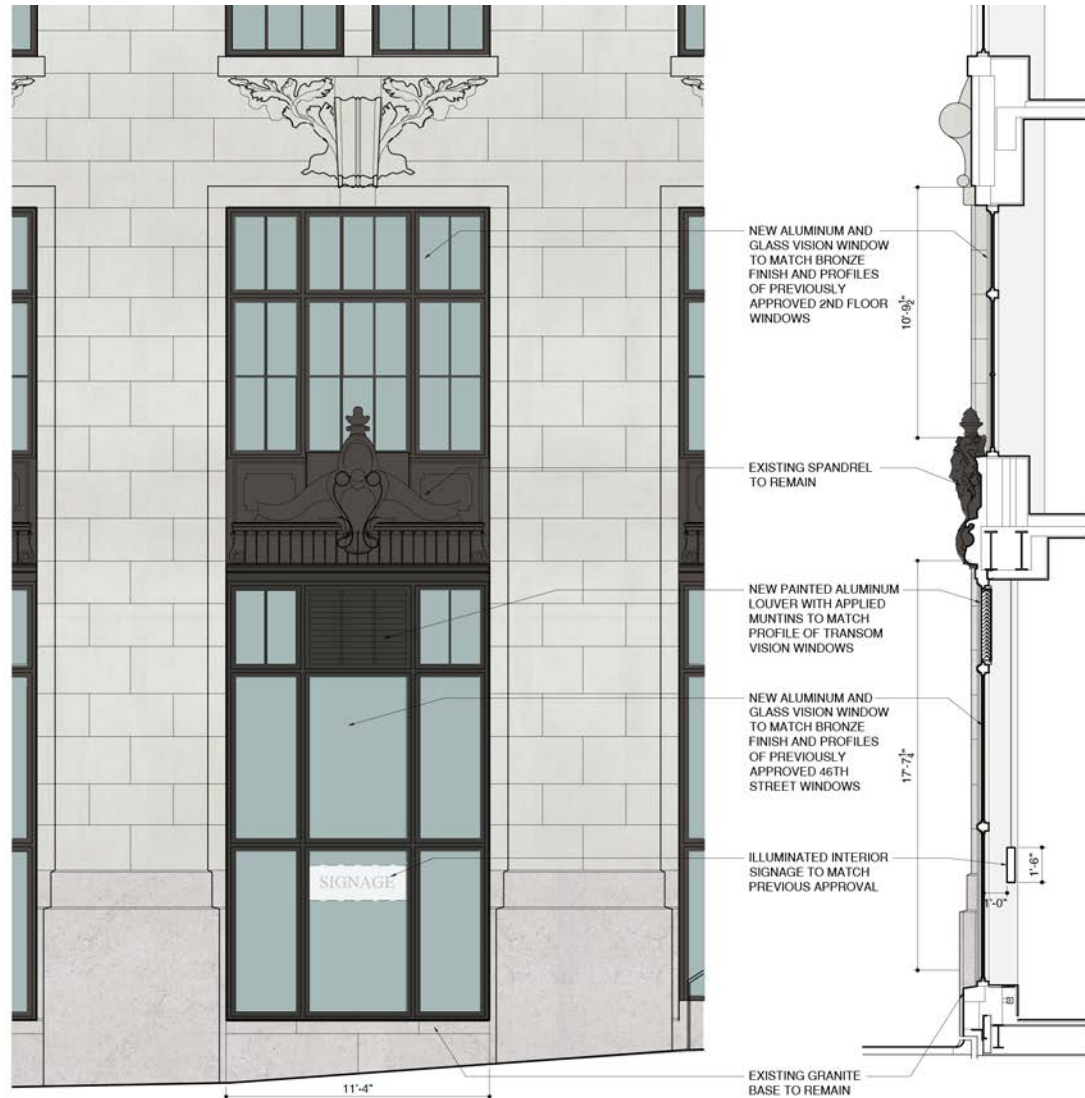 NEW ALUMINUM AND
GLASS VISION WINDOW
TO MATCH BRONZE
FINISH AND PROFILES
OF PREVIOUSLY
APPROVED 2ND FLOOR
WINDOWS
10'-9½"
EXISTING SPANDREL
TO REMAIN
NEW PAINTED ALUMINUM
LOUVER WITH APPLIED
MUNTINS TO MATCH
PROFILE OF TRANSOM
VISION WINDOWS
NEW ALUMINUM AND
GLASS VISION WINDOW
TO MATCH BRONZE
FINISH AND PROFILES
OF PREVIOUSLY
APPROVED 46TH
STREET WINDOWS
17'-7¼"
SIGNAGE
ILLUMINATED INTERIOR
SIGNAGE TO MATCH
PREVIOUS APPROVAL
1'-6"
1'-0"
EXISTING GRANITE
BASE TO REMAIN
11'-4"